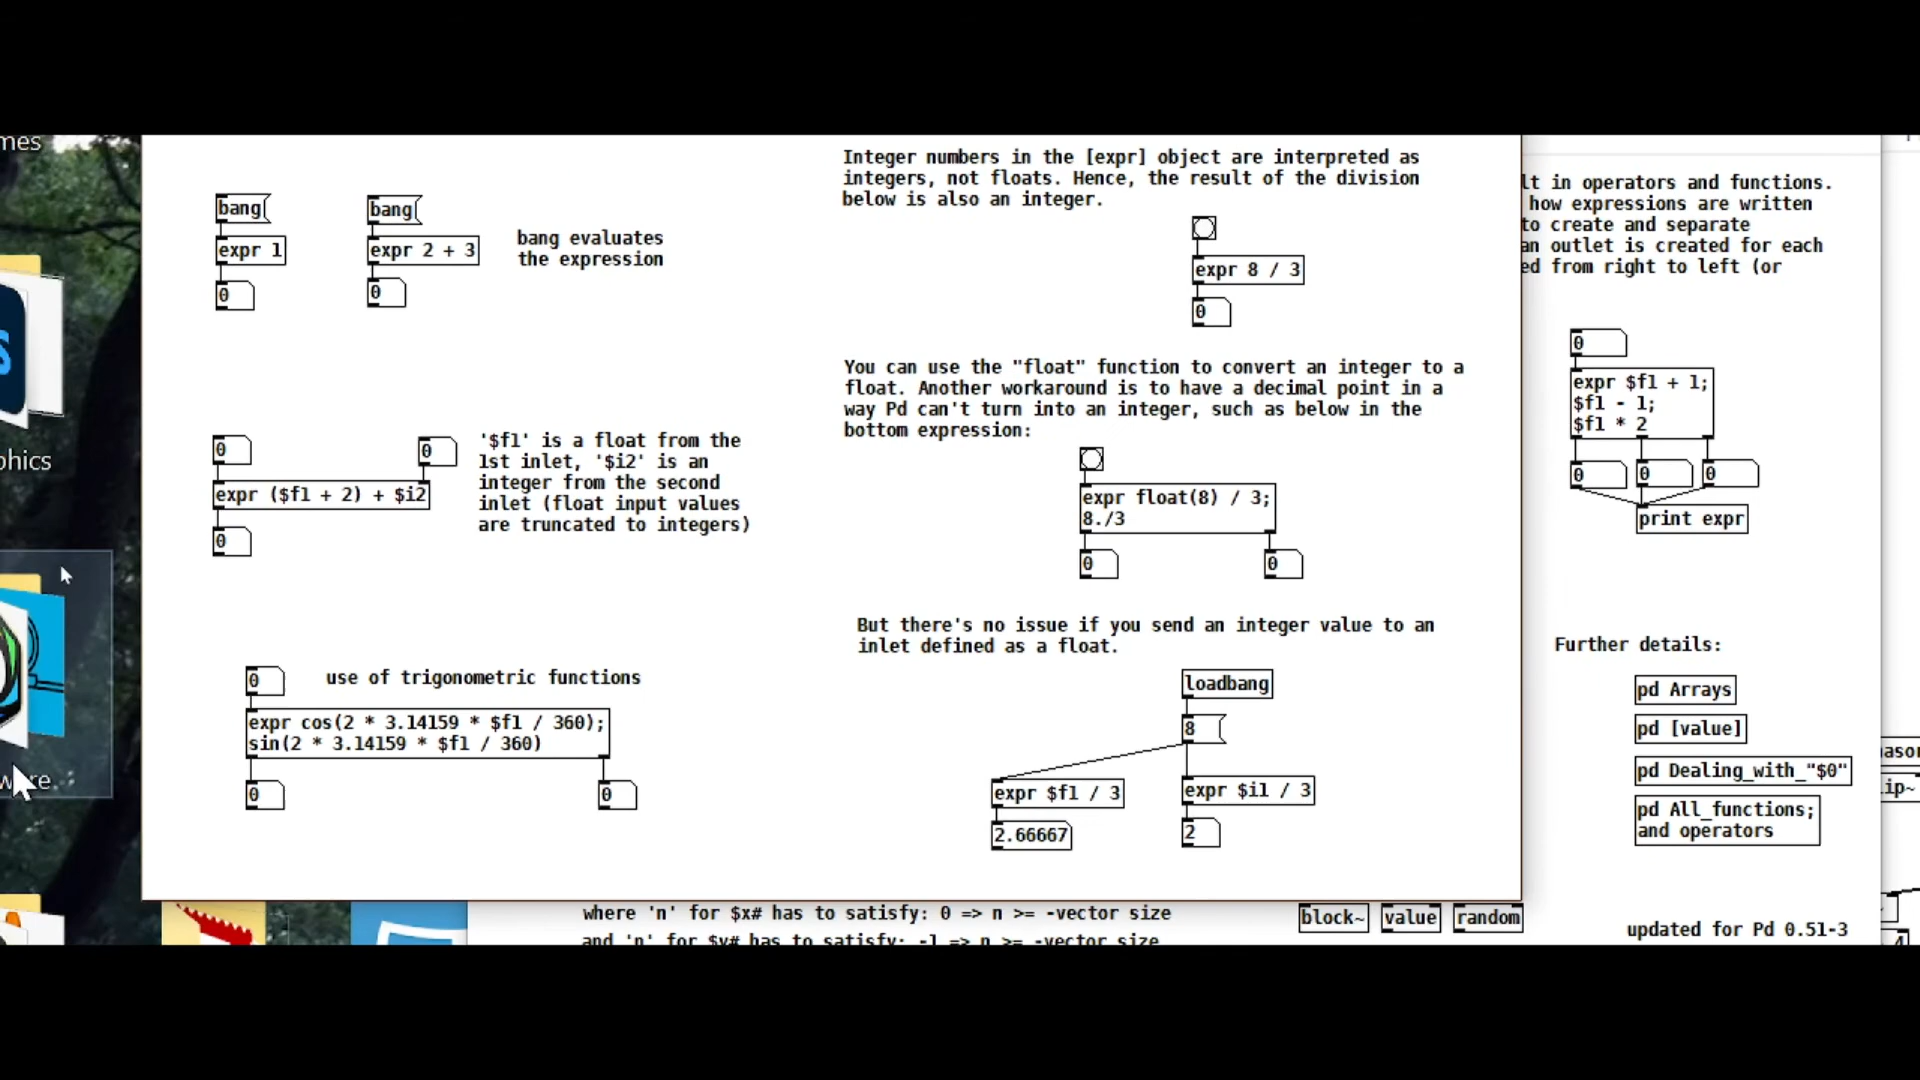 mes
phics
bang
expr 1
0
bang
expr 2 + 3
0
bang evaluates
the expression
0
0
expr ($f1 + 2) + $i2
0
'$f1' is a float from the
1st inlet, '$i2' is an
integer from the second
inlet (float input values
are truncated to integers)
0
use of trigonometric functions
expr cos(2 * 3.14159 * $f1 / 360);
sin(2 * 3.14159 * $f1 / 360)
0
0
Integer numbers in the [expr] object are interpreted as
integers, not floats. Hence, the result of the division
below is also an integer.
expr 8 / 3
0
You can use the "float" function to convert an integer to a
float. Another workaround is to have a decimal point in a
way Pd can't turn into an integer, such as below in the
bottom expression:
expr float(8) / 3;
8./3
0
0
But there's no issue if you send an integer value to an
inlet defined as a float.
loadbang
8
expr $f1 / 3
2.66667
expr $i1 / 3
2
lt in operators and functions.
how expressions are written
to create and separate
an outlet is created for each
ed from right to left (or
0
expr $f1 + 1;
$f1 - 1;
$f1 * 2
0
0
0
print expr
Further details:
pd Arrays
pd [value]
pd Dealing_with_"$0"
pd All_functions;
and operators
updated for Pd 0.51-3
where 'n' for $x# has to satisfy: 0 => n >= -vector size
and 'n' for $y# has to satisfy: -1 => n >= -vector size
block~
value
random